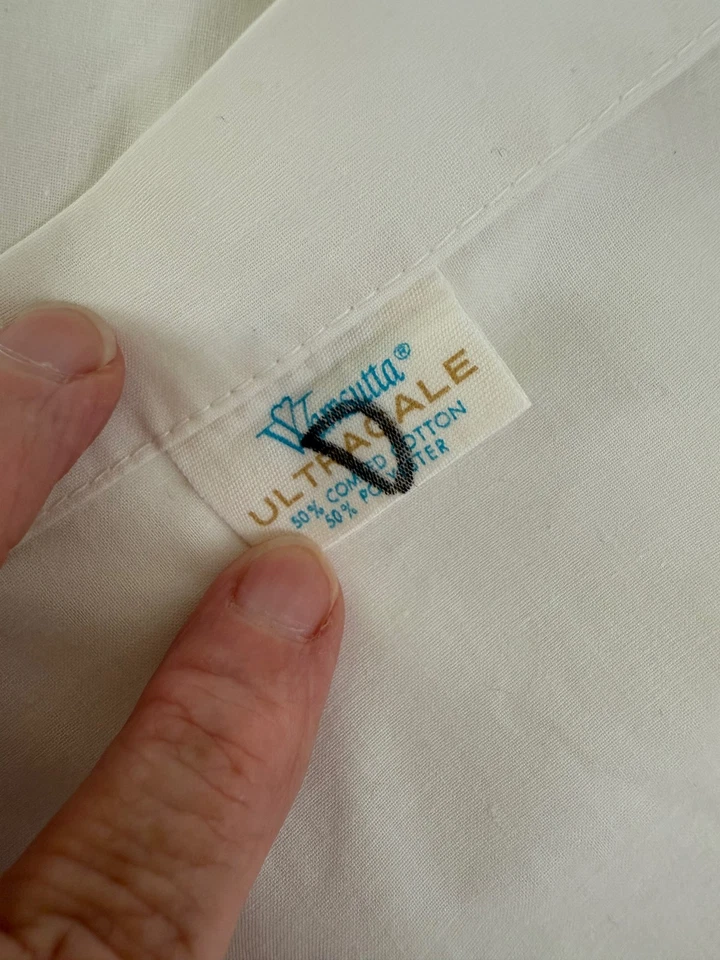 Wamsutta®
ULTRACALE
50% COMBED COTTON
50% POLYESTER
D